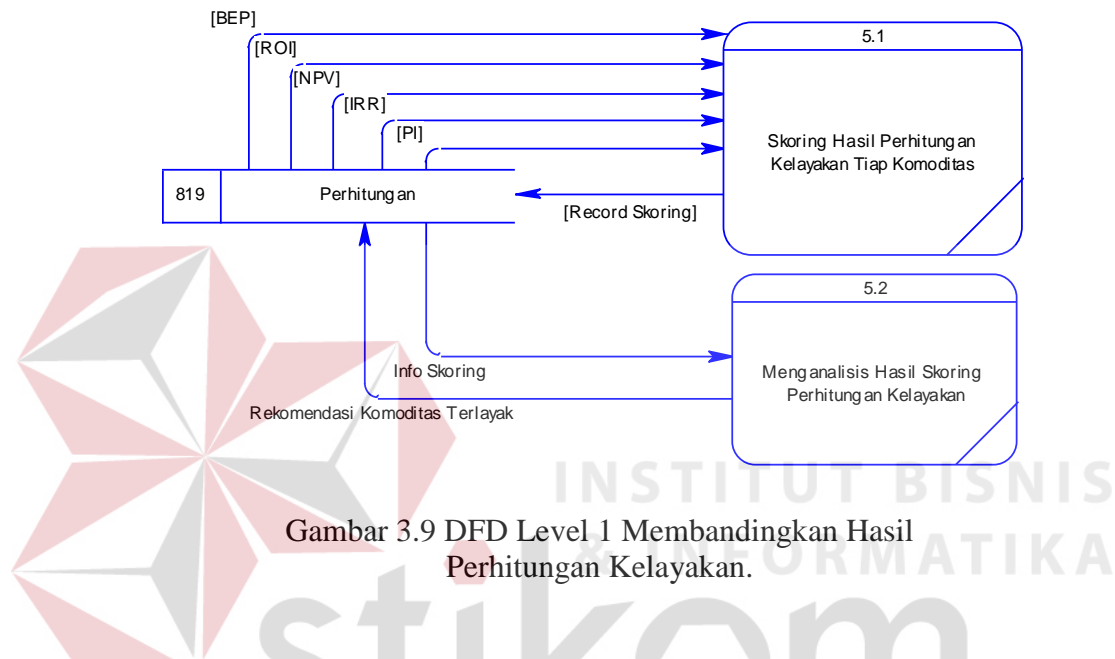 [BEP]
[ROI]
[NPV]
[IRR]
[PI]
5.1
Skoring Hasil Perhitungan
Kelayakan Tiap Komoditas
819 Perhitungan
[Record Skoring]
5.2
Menganalisis Hasil Skoring
Perhitungan Kelayakan
Info Skoring
Rekomendasi Komoditas Terlayak
INSTITUT BISNIS
& INFORMATIKA
Gambar 3.9 DFD Level 1 Membandingkan Hasil
Perhitungan Kelayakan.
stikom